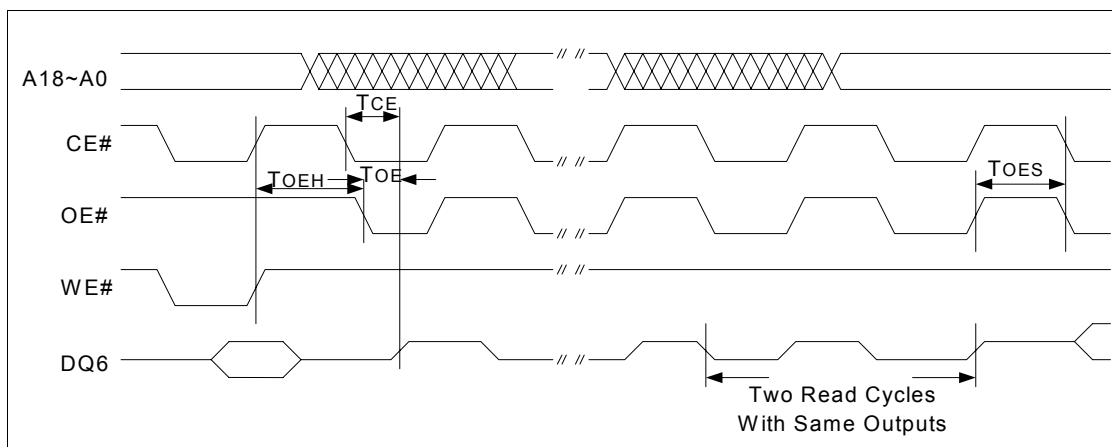 A18~A0
TCE
CE#
TOEH
TOE
TOES
OE#
WE#
DQ6
Two Read Cycles
With Same Outputs